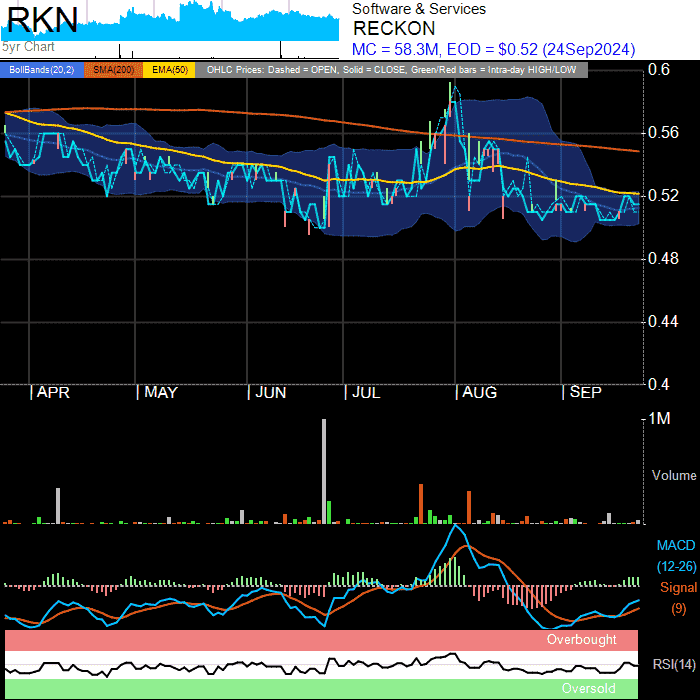 RKN
5yr Chart
Software & Services
RECKON
MC = 58.3M, EOD = $0.52 (24Sep2024)
BollBands(20,2) SMA(200) EMA(50) OHLC Prices: Dashed = OPEN, Solid = CLOSE, Green/Red bars = Intra-day HIGH/LOW
0.6
0.56
0.52
0.48
0.44
0.4
APR MAY JUN JUL AUG SEP
1M
Volume
MACD
(12-26)
Signal
(9)
Overbought
RSI(14)
Oversold